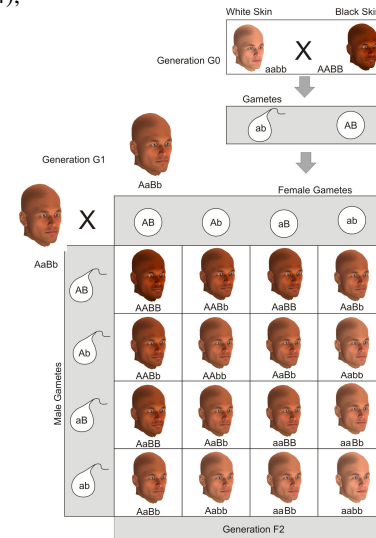 White Skin Black Skin
Generation G0
X
aabb AABB
Gametes
ab AB
Generation G1
AaBb
Female Gametes
X
AB Ab aB ab
AaBb
Male Gametes
AB
AABB AABb AaBB AaBb
Ab
AABb AAbb AaBb Aabb
aB
AaBB AaBb aaBB aaBb
ab
AaBb Aabb aaBb aabb
Generation F2